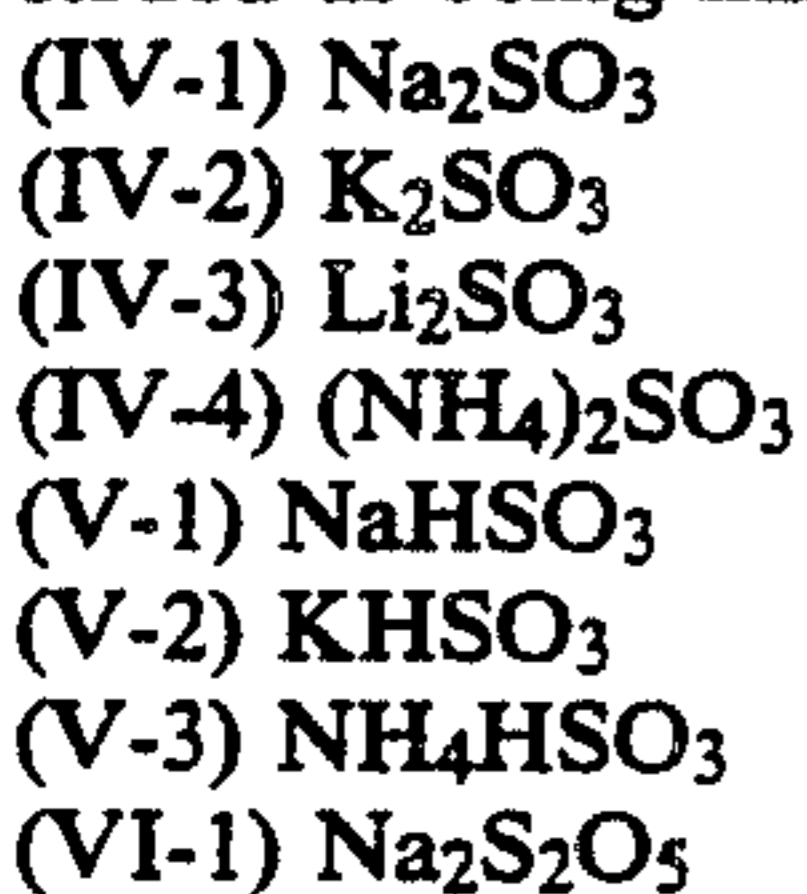 (IV-1) Na₂SO₃
(IV-2) K₂SO₃
(IV-3) Li₂SO₃
(IV-4) (NH₄)₂SO₃
(V-1) NaHSO₃
(V-2) KHSO₃
(V-3) NH₄HSO₃
(VI-1) Na₂S₂O₅